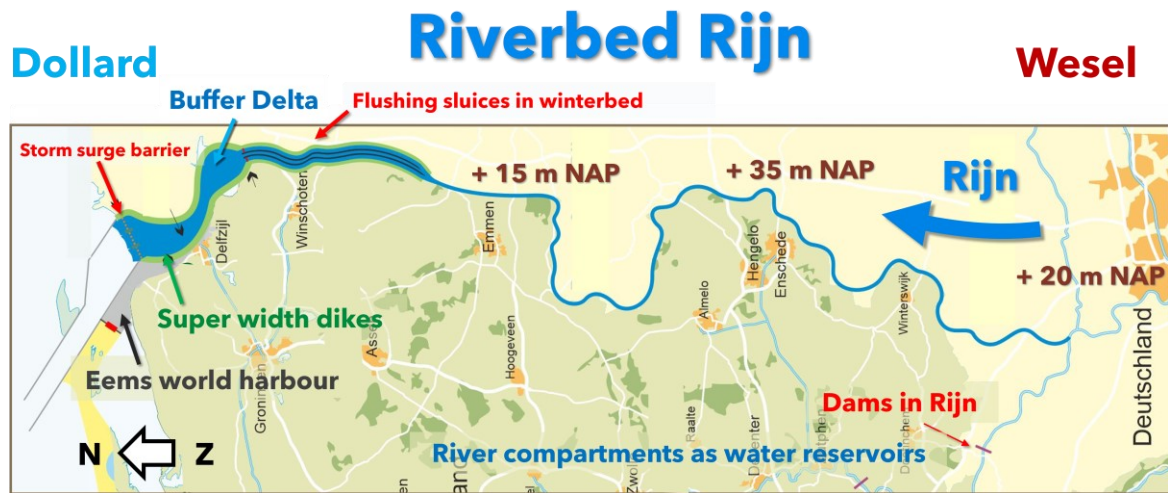 Riverbed Rijn
Dollard
Wesel
Buffer Delta
Flushing sluices in winterbed
Storm surge barrier
+ 15 m NAP
+ 35 m NAP
Rijn
+ 20 m NAP
Winschoten
Delfzijl
Emmen
Hengelo
Enschede
Almelo
Winterswijk
Super width dikes
Eems world harbour
Hoogeveen
Deutschland
Dams in Rijn
N Z
Raalte
River compartments as water reservoirs